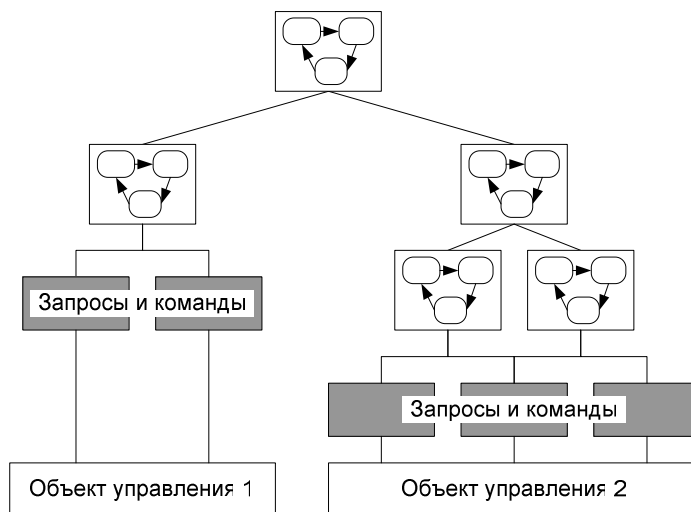 Запросы и команды
Запросы и команды
Объект управления 1
Объект управления 2